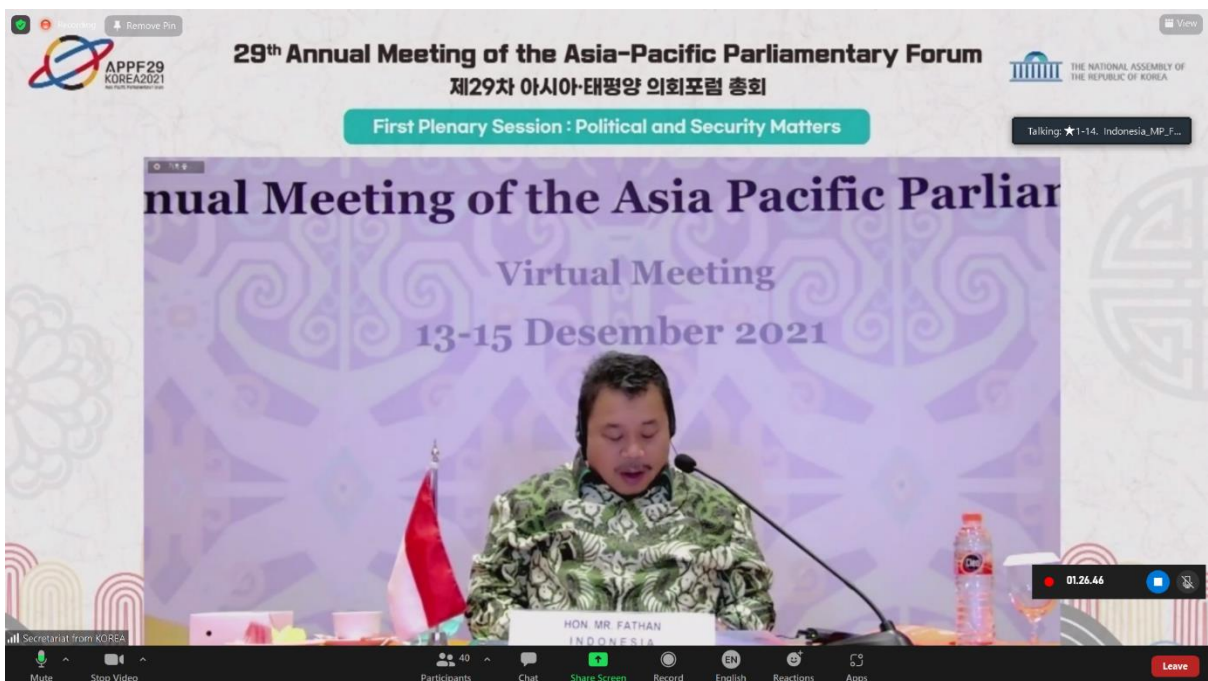 Recording
Remove Pin
View
APPF29
KOREA2021
29th Annual Meeting of the Asia-Pacific Parliamentary Forum
제29차 아시아·태평양 의회포럼 총회
THE NATIONAL ASSEMBLY OF
THE REPUBLIC OF KOREA
First Plenary Session : Political and Security Matters
Talking: ★1-14. Indonesia_MP_F...
nual Meeting of the Asia Pacific Parliar
Virtual Meeting
13-15 Desember 2021
HON MR FATHAN
INDONESIA
01.26.46
Secretariat from KOREA
Mute
Stop Video
40
Participants
Chat
Share Screen
Record
EN
English
Reactions
Apps
Leave